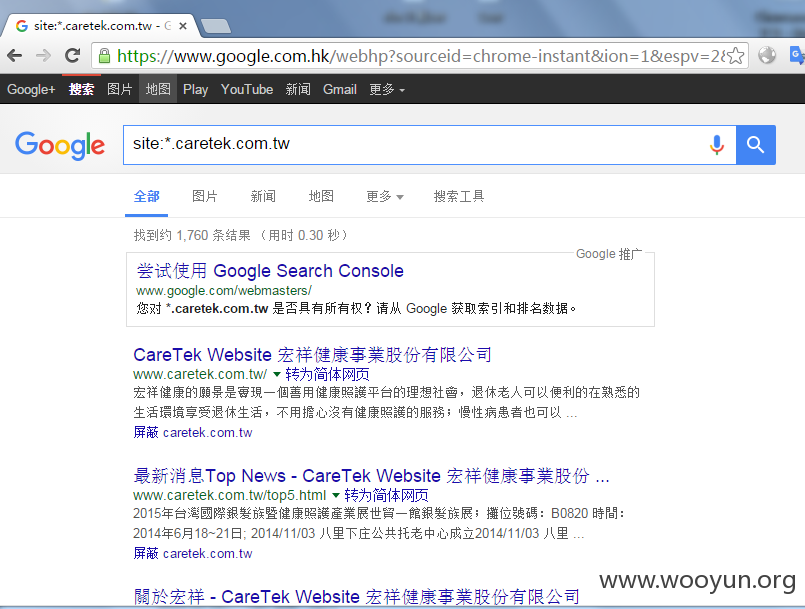 site:*.caretek.com.tw - G
https://www.google.com.hk/webhp?sourceid=chrome-instant&ion=1&espv=2&
Google+ 搜索 图片 地图 Play YouTube 新闻 Gmail 更多
Google site:*.caretek.com.tw
全部 图片 新闻 地图 更多 搜索工具
找到约 1,760 条结果 （用时 0.30 秒）
Google 推广
尝试使用 Google Search Console
www.google.com/webmasters/
您对 *.caretek.com.tw 是否具有所有权？请从 Google 获取索引和排名数据。
CareTek Website 宏祥健康事業股份有限公司
www.caretek.com.tw/ 转为简体网页
宏祥健康的願景是實現一個善用健康照護平台的理想社會，退休老人可以便利的在熟悉的
生活環境享受退休生活，不用擔心沒有健康照護的服務；慢性病患者也可以 ...
屏蔽 caretek.com.tw
最新消息Top News - CareTek Website 宏祥健康事業股份 ...
www.caretek.com.tw/top5.html 转为简体网页
2015年台灣國際銀髮族暨健康照護產業展世貿一館銀髮族展；攤位號碼：B0820 時間：
2014年6月18~21日; 2014/11/03 八里下庄公共托老中心成立2014/11/03 八里 ...
屏蔽 caretek.com.tw
關於宏祥 - CareTek Website 宏祥健康事業股份有限公司
www.wooyun.org